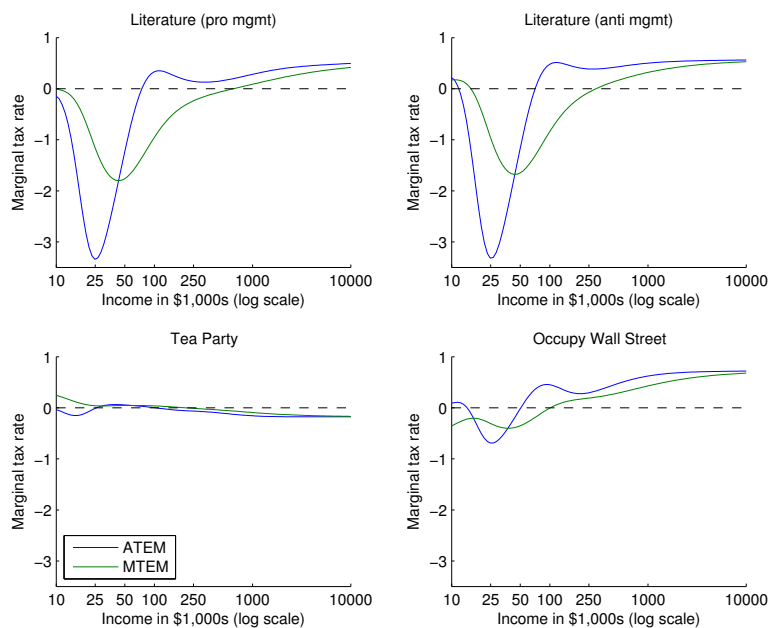 Literature (pro mgmt)
Marginal tax rate
1
0
−1
−2
−3
10 25 50 100 250 1000 10000
Income in $1,000s (log scale)
Literature (anti mgmt)
Marginal tax rate
1
0
−1
−2
−3
10 25 50 100 250 1000 10000
Income in $1,000s (log scale)
Tea Party
Marginal tax rate
1
0
−1
−2
−3
ATEM
MTEM
10 25 50 100 250 1000 10000
Income in $1,000s (log scale)
Occupy Wall Street
Marginal tax rate
1
0
−1
−2
−3
10 25 50 100 250 1000 10000
Income in $1,000s (log scale)